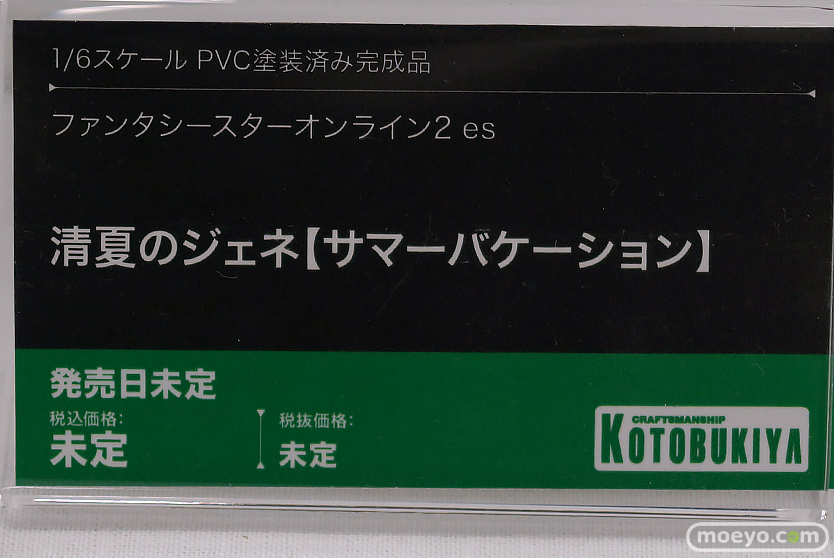 1/6スケール PVC塗装済み完成品
ファンタシースターオンライン2 es
清夏のジェネ【サマーバケーション】
発売日未定
税込価格:
未定
税抜価格:
未定
CRAFTSMANSHIP
KOTOBUKIYA
moeyo.com